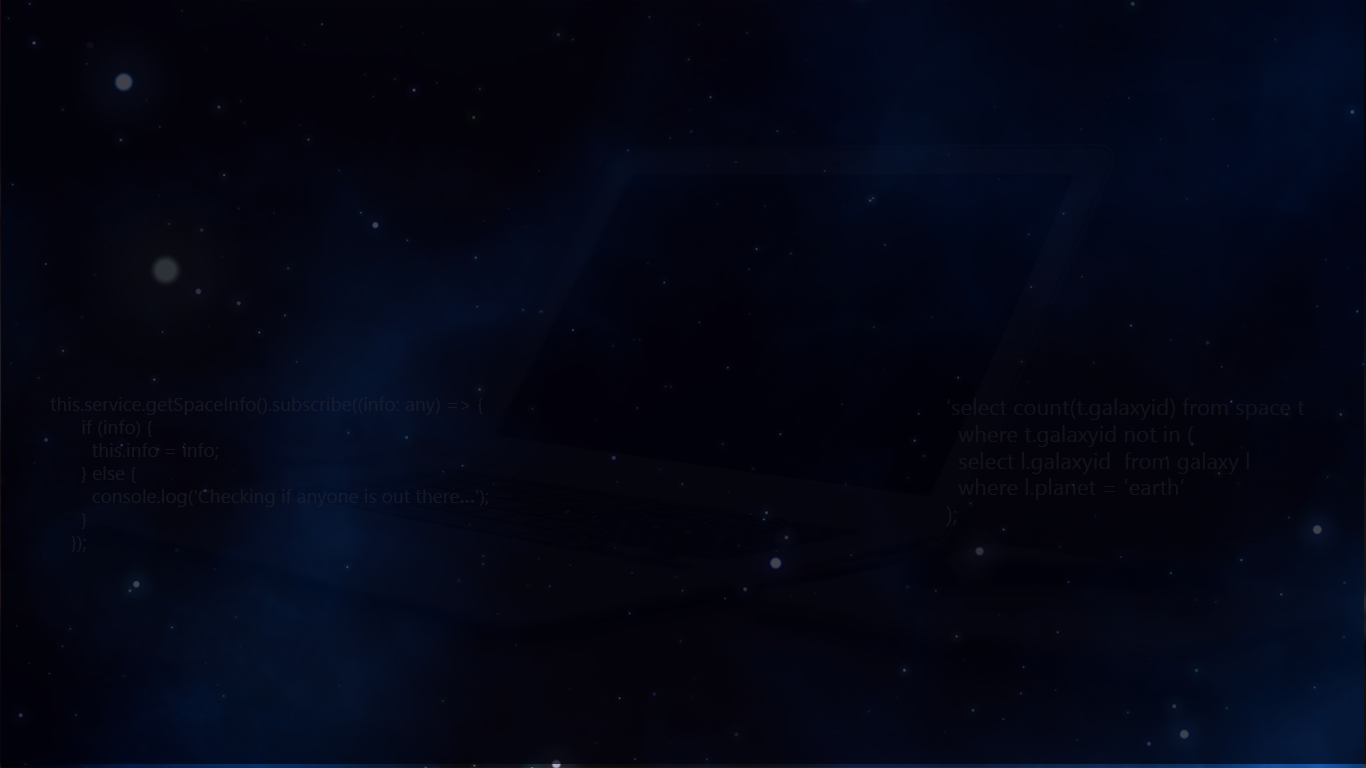 this.service.getSpaceInfo().subscribe((info: any) => {
if (info) {
this.info = info;
} else {
console.log('Checking if anyone is out there...');
}
});
'select count(t.galaxyid) from space t
where t.galaxyid not in (
select l.galaxyid from galaxy l
where l.planet = 'earth'
);